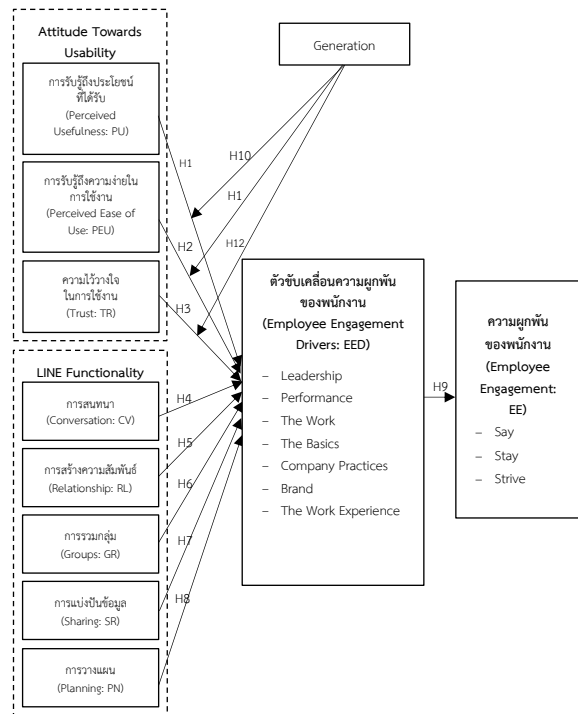 Attitude Towards
Usability
การรับรู้ถึงประโยชน์
ที่ได้รับ
(Perceived
Usefulness: PU)
การรับรู้ถึงความง่ายใน
การใช้งาน
(Perceived Ease of
Use: PEU)
ความไว้วางใจ
ในการใช้งาน
(Trust: TR)
LINE Functionality
การสนทนา
(Conversation: CV)
การสร้างความสัมพันธ์
(Relationship: RL)
การรวมกลุ่ม
(Groups: GR)
การแบ่งปันข้อมูล
(Sharing: SR)
การวางแผน
(Planning: PN)
Generation
H1
H10
H1
H2
H12
H3
H4
H5
H6
H7
H8
ตัวขับเคลื่อนความผูกพัน
ของพนักงาน
(Employee Engagement
Drivers: EED)
– Leadership
– Performance
– The Work
– The Basics
– Company Practices
– Brand
– The Work Experience
H9
ความผูกพัน
ของพนักงาน
(Employee
Engagement:
EE)
– Say
– Stay
– Strive